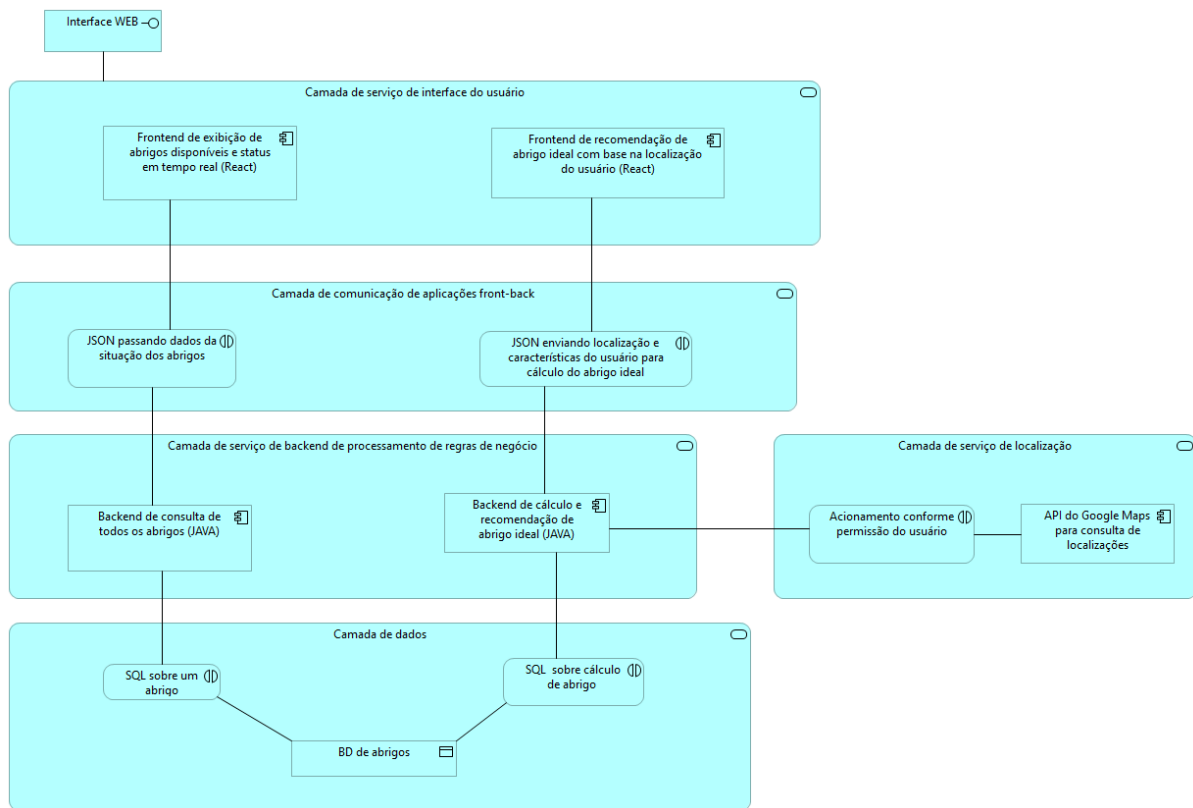 Interface WEB
Camada de serviço de interface do usuário
Frontend de exibição de
abrigos disponíveis e status
em tempo real (React)
Frontend de recomendação de
abrigo ideal com base na localização
do usuário (React)
Camada de comunicação de aplicações front-back
JSON passando dados da
situação dos abrigos
JSON enviando localização e
características do usuário para
cálculo do abrigo ideal
Camada de serviço de backend de processamento de regras de negócio
Backend de consulta de
todos os abrigos (JAVA)
Backend de cálculo e
recomendação de
abrigo ideal (JAVA)
Camada de serviço de localização
Acionamento conforme
permissão do usuário
API do Google Maps
para consulta de
localizações
Camada de dados
SQL sobre um
abrigo
SQL sobre cálculo
de abrigo
BD de abrigos